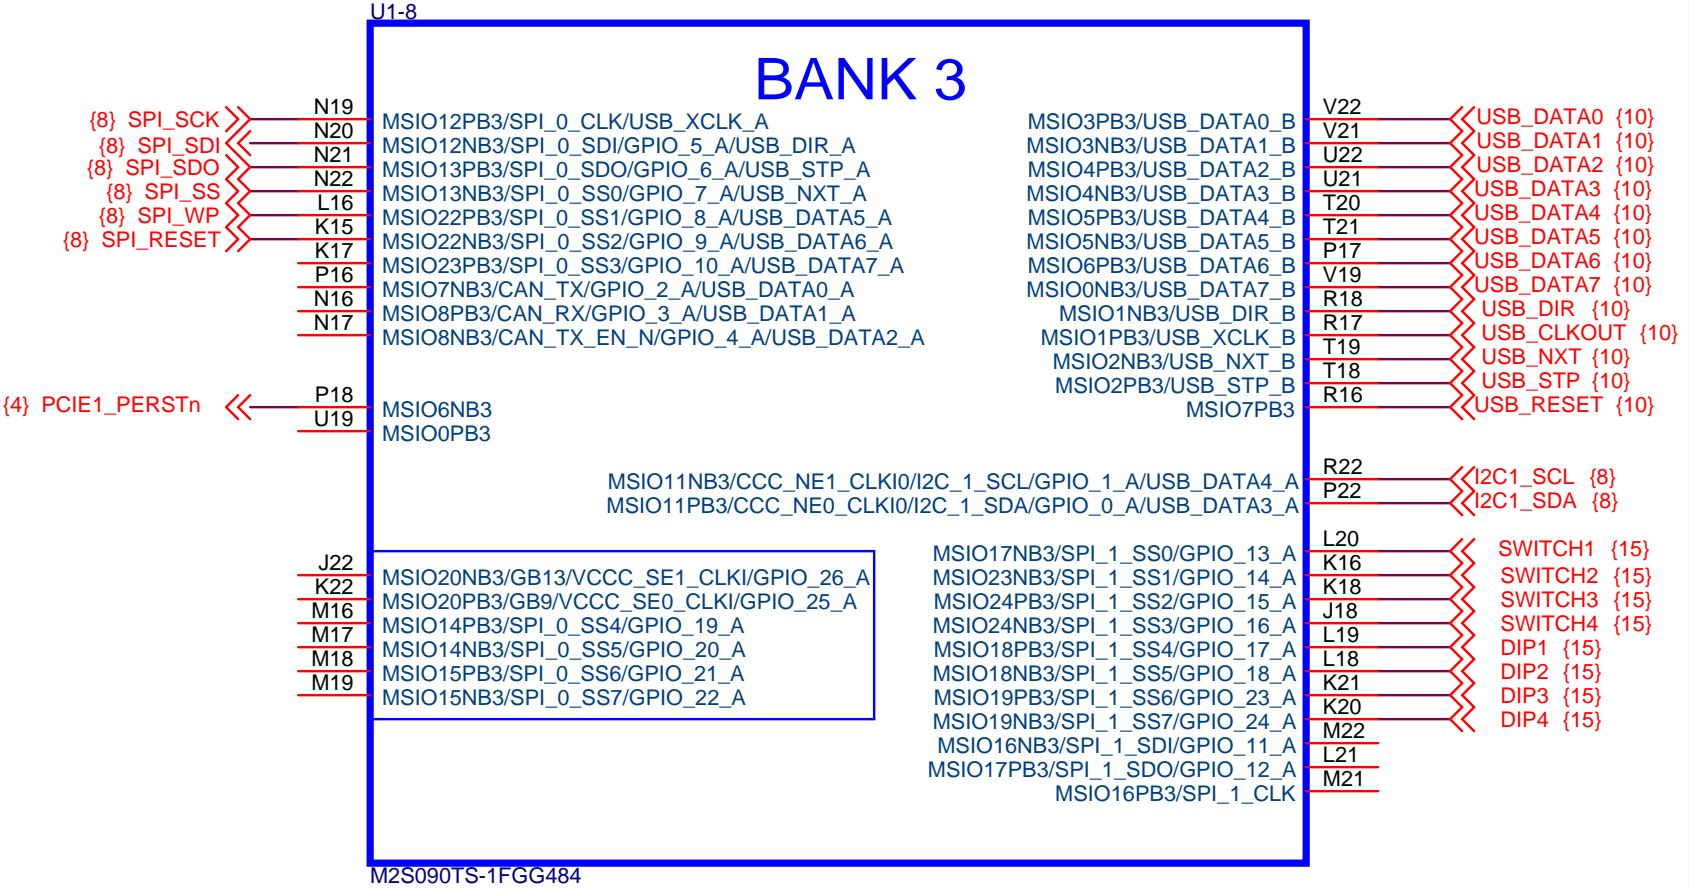 U1-8
BANK 3
{8} SPI_SCK N19 MSIO12PB3/SPI_0_CLK/USB_XCLK_A
{8} SPI_SDI N20 MSIO12NB3/SPI_0_SDI/GPIO_5_A/USB_DIR_A
{8} SPI_SDO N21 MSIO13PB3/SPI_0_SDO/GPIO_6_A/USB_STP_A
{8} SPI_SS N22 MSIO13NB3/SPI_0_SS0/GPIO_7_A/USB_NXT_A
{8} SPI_WP L16 MSIO22PB3/SPI_0_SS1/GPIO_8_A/USB_DATA5_A
{8} SPI_RESET K15 MSIO22NB3/SPI_0_SS2/GPIO_9_A/USB_DATA6_A
K17 MSIO23PB3/SPI_0_SS3/GPIO_10_A/USB_DATA7_A
P16 MSIO7NB3/CAN_TX/GPIO_2_A/USB_DATA0_A
N16 MSIO8PB3/CAN_RX/GPIO_3_A/USB_DATA1_A
N17 MSIO8NB3/CAN_TX_EN_N/GPIO_4_A/USB_DATA2_A
{4} PCIE1_PERSTn P18 MSIO6NB3
U19 MSIO0PB3
J22 MSIO20NB3/GB13/VCCC_SE1_CLKI/GPIO_26_A
K22 MSIO20PB3/GB9/VCCC_SE0_CLKI/GPIO_25_A
M16 MSIO14PB3/SPI_0_SS4/GPIO_19_A
M17 MSIO14NB3/SPI_0_SS5/GPIO_20_A
M18 MSIO15PB3/SPI_0_SS6/GPIO_21_A
M19 MSIO15NB3/SPI_0_SS7/GPIO_22_A
MSIO3PB3/USB_DATA0_B V22 USB_DATA0 {10}
MSIO3NB3/USB_DATA1_B V21 USB_DATA1 {10}
MSIO4PB3/USB_DATA2_B U22 USB_DATA2 {10}
MSIO4NB3/USB_DATA3_B U21 USB_DATA3 {10}
MSIO5PB3/USB_DATA4_B T20 USB_DATA4 {10}
MSIO5NB3/USB_DATA5_B T21 USB_DATA5 {10}
MSIO6PB3/USB_DATA6_B P17 USB_DATA6 {10}
MSIO0NB3/USB_DATA7_B V19 USB_DATA7 {10}
MSIO1NB3/USB_DIR_B R18 USB_DIR {10}
MSIO1PB3/USB_XCLK_B R17 USB_CLKOUT {10}
MSIO2NB3/USB_NXT_B T19 USB_NXT {10}
MSIO2PB3/USB_STP_B T18 USB_STP {10}
MSIO7PB3 R16 USB_RESET {10}
MSIO11NB3/CCC_NE1_CLKI0/I2C_1_SCL/GPIO_1_A/USB_DATA4_A R22 I2C1_SCL {8}
MSIO11PB3/CCC_NE0_CLKI0/I2C_1_SDA/GPIO_0_A/USB_DATA3_A P22 I2C1_SDA {8}
MSIO17NB3/SPI_1_SS0/GPIO_13_A L20 SWITCH1 {15}
MSIO23NB3/SPI_1_SS1/GPIO_14_A K16 SWITCH2 {15}
MSIO24PB3/SPI_1_SS2/GPIO_15_A K18 SWITCH3 {15}
MSIO24NB3/SPI_1_SS3/GPIO_16_A J18 SWITCH4 {15}
MSIO18PB3/SPI_1_SS4/GPIO_17_A L19 DIP1 {15}
MSIO18NB3/SPI_1_SS5/GPIO_18_A L18 DIP2 {15}
MSIO19PB3/SPI_1_SS6/GPIO_23_A K21 DIP3 {15}
MSIO19NB3/SPI_1_SS7/GPIO_24_A K20 DIP4 {15}
MSIO16NB3/SPI_1_SDI/GPIO_11_A M22
MSIO17PB3/SPI_1_SDO/GPIO_12_A L21
MSIO16PB3/SPI_1_CLK M21
M2S090TS-1FGG484